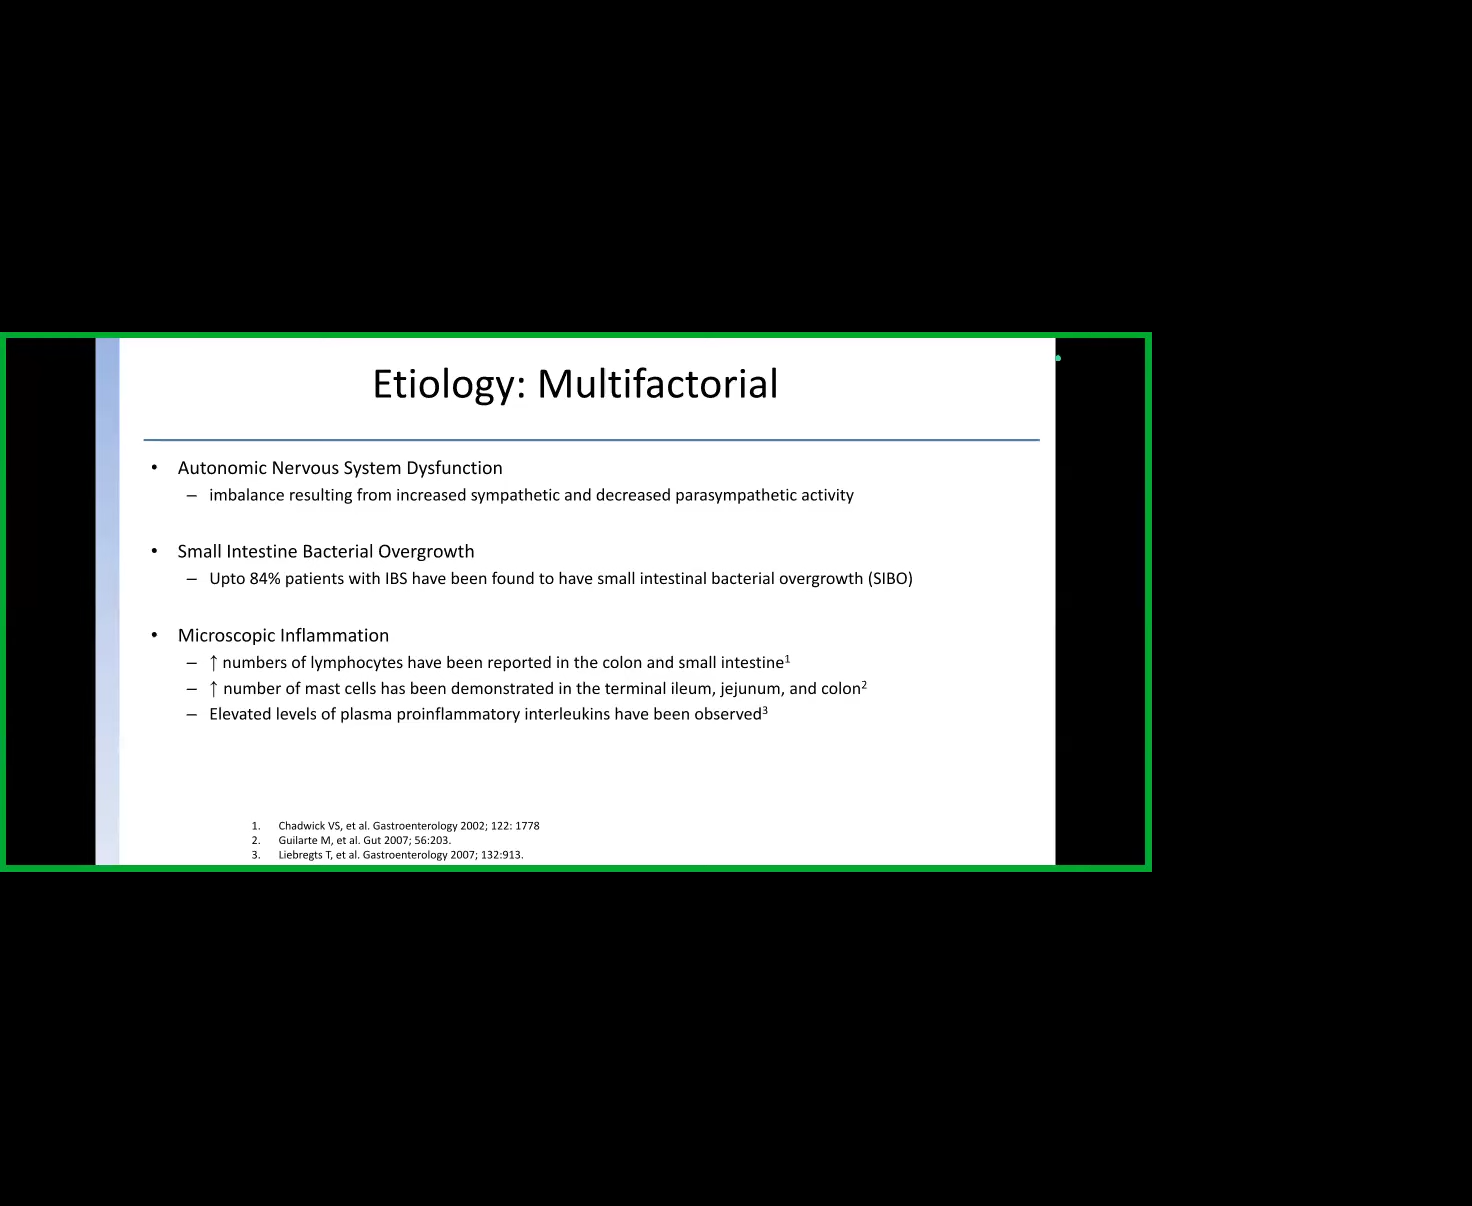 Etiology: Multifactorial
• Autonomic Nervous System Dysfunction
– imbalance resulting from increased sympathetic and decreased parasympathetic activity
• Small Intestine Bacterial Overgrowth
– Upto 84% patients with IBS have been found to have small intestinal bacterial overgrowth (SIBO)
• Microscopic Inflammation
– ↑ numbers of lymphocytes have been reported in the colon and small intestine¹
– ↑ number of mast cells has been demonstrated in the terminal ileum, jejunum, and colon²
– Elevated levels of plasma proinflammatory interleukins have been observed³
1. Chadwick VS, et al. Gastroenterology 2002; 122: 1778
2. Guilarte M, et al. Gut 2007; 56:203.
3. Liebregts T, et al. Gastroenterology 2007; 132:913.